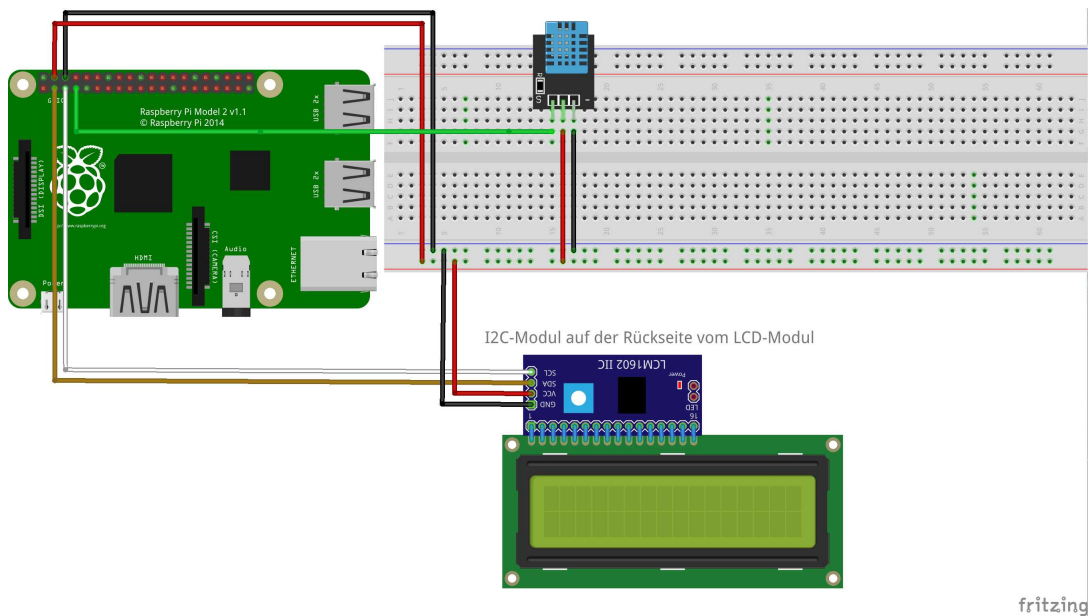 GPIO
Raspberry Pi Model 2 v1.1
© Raspberry Pi 2014
USB 2x
USB 2x
DSI (DISPLAY)
CSI (CAMERA)
HDMI
Audio
ETHERNET
Power
S
-
I2C-Modul auf der Rückseite vom LCD-Modul
LCM1602 IIC
SCL
SDA
VCC
GND
Power
LED
1
16
fritzing